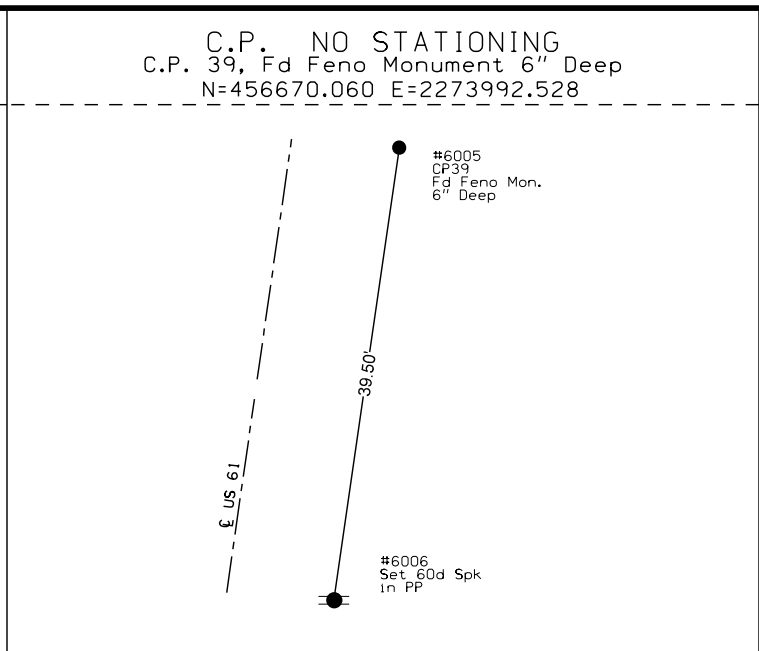 C.P. NO STATIONING
C.P. 39, Fd Feno Monument 6" Deep
N=456670.060 E=2273992.528
#6005
CP39
Fd Feno Mon.
6" Deep
39.50'
℄ US 61
#6006
Set 60d Spk
in PP